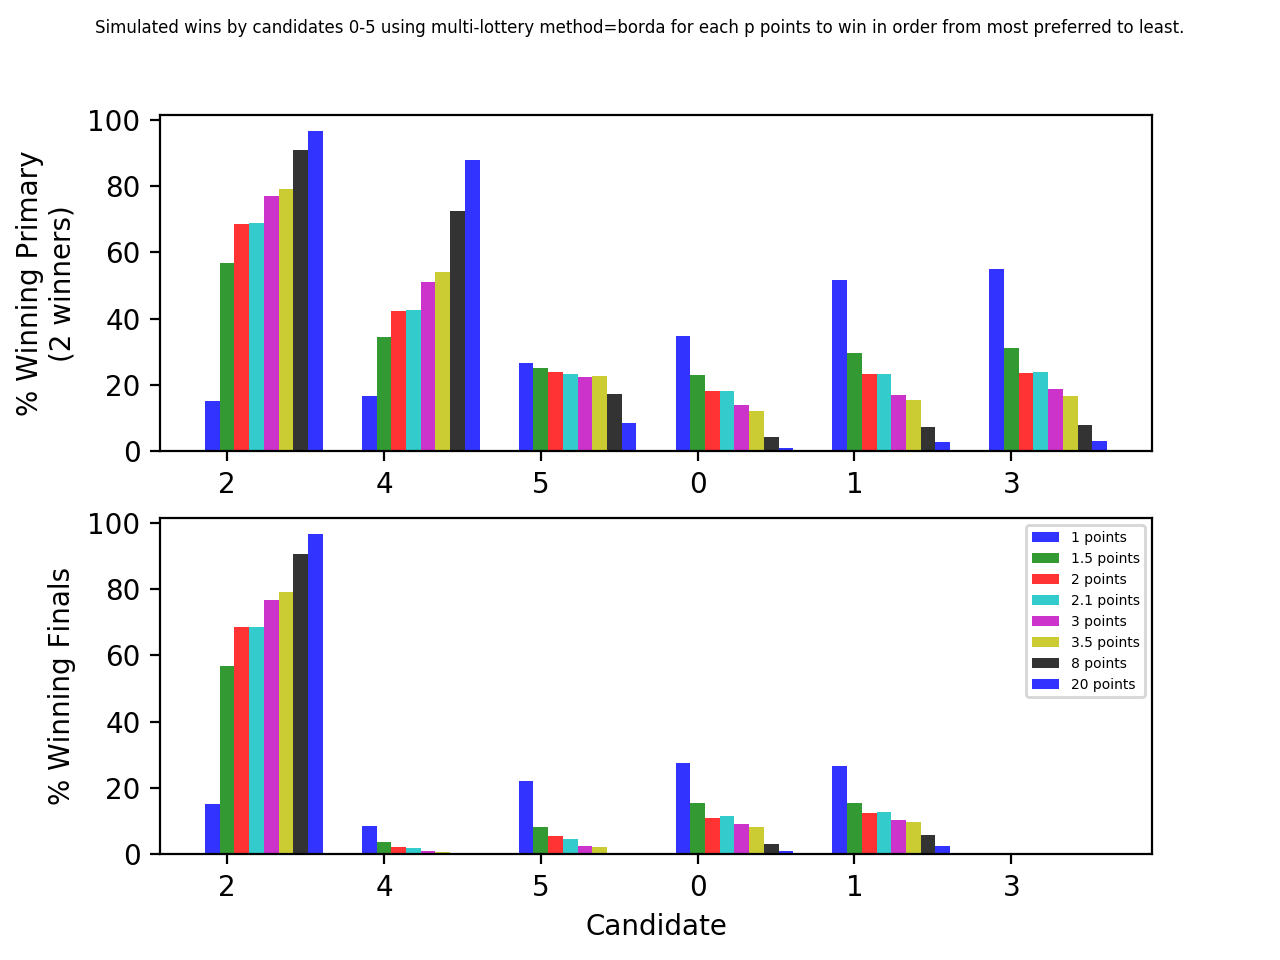 Simulated wins by candidates 0-5 using multi-lottery method=borda for each p points to win in order from most preferred to least.
% Winning Primary
(2 winners)
100
80
60
40
20
0
2 4 5 0 1 3
% Winning Finals
100
80
60
40
20
0
1 points
1.5 points
2 points
2.1 points
3 points
3.5 points
8 points
20 points
2 4 5 0 1 3
Candidate